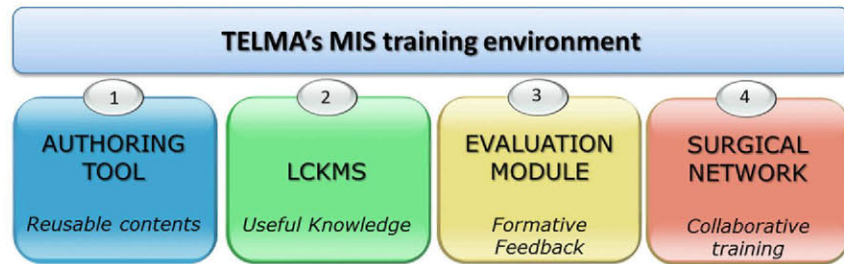 TELMA's MIS training environment
1
2
3
4
AUTHORING
TOOL
Reusable contents
LCKMS
Useful Knowledge
EVALUATION
MODULE
Formative
Feedback
SURGICAL
NETWORK
Collaborative
training